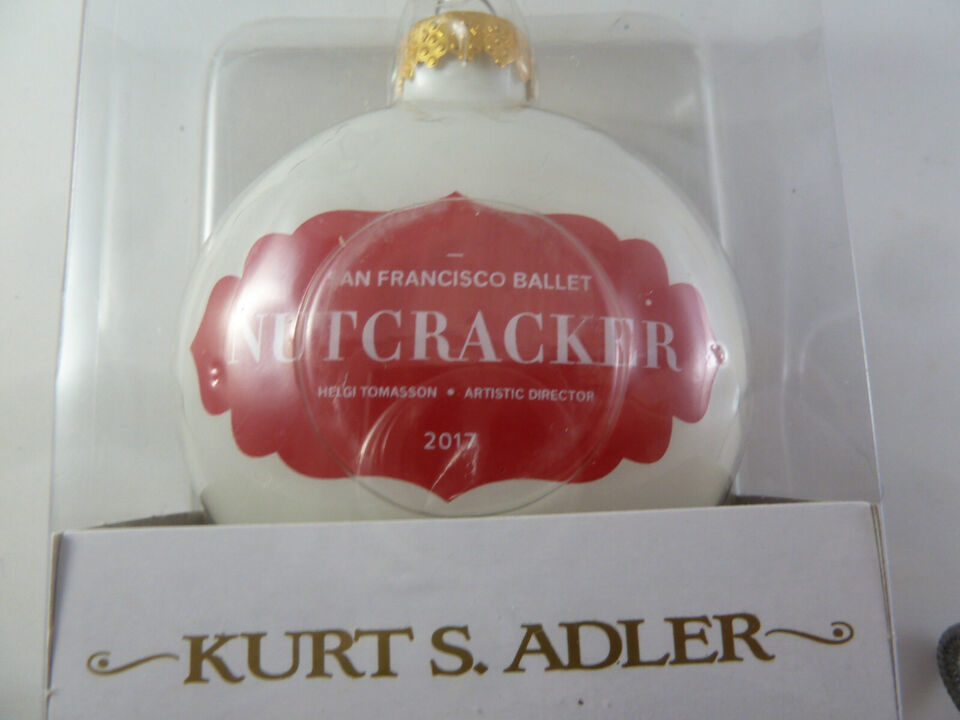 SAN FRANCISCO BALLET
NUTCRACKER
HELGI TOMASSON • ARTISTIC DIRECTOR
2017
KURT S. ADLER